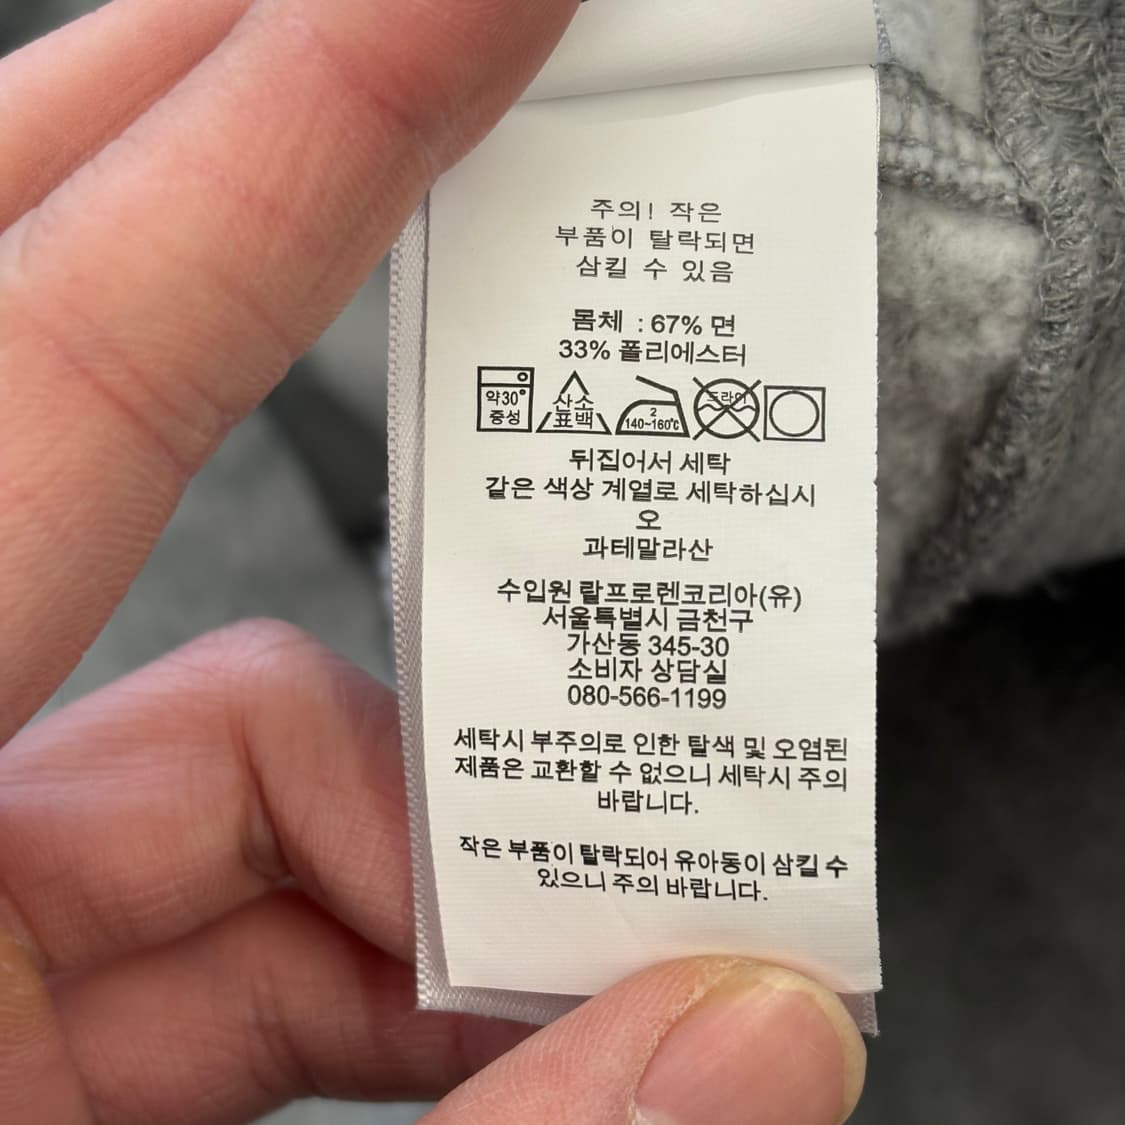 주의! 작은
부품이 탈락되면
삼킬 수 있음
몸체 : 67% 면
33% 폴리에스터
약30°
중성
산소
표백
2
140~160℃
드라이
뒤집어서 세탁
같은 색상 계열로 세탁하십시
오
과테말라산
수입원 랄프로렌코리아(유)
서울특별시 금천구
가산동 345-30
소비자 상담실
080-566-1199
세탁시 부주의로 인한 탈색 및 오염된
제품은 교환할 수 없으니 세탁시 주의
바랍니다.
작은 부품이 탈락되어 유아동이 삼킬 수
있으니 주의 바랍니다.